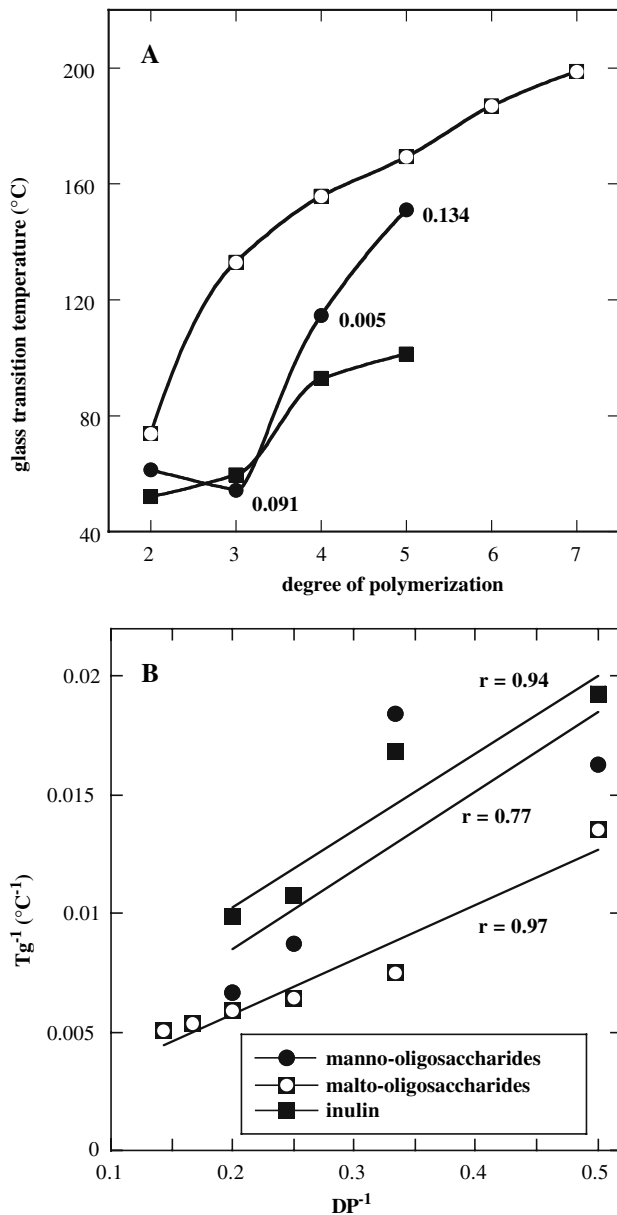 A
200
160
120
80
40
glass transition temperature (°C)
0.134
0.005
0.091
2 3 4 5 6 7
degree of polymerization
B
0.02
0.015
0.01
0.005
0
Tg⁻¹ (°C⁻¹)
r = 0.94
r = 0.77
r = 0.97
manno-oligosaccharides
malto-oligosaccharides
inulin
0.1 0.2 0.3 0.4 0.5
DP⁻¹